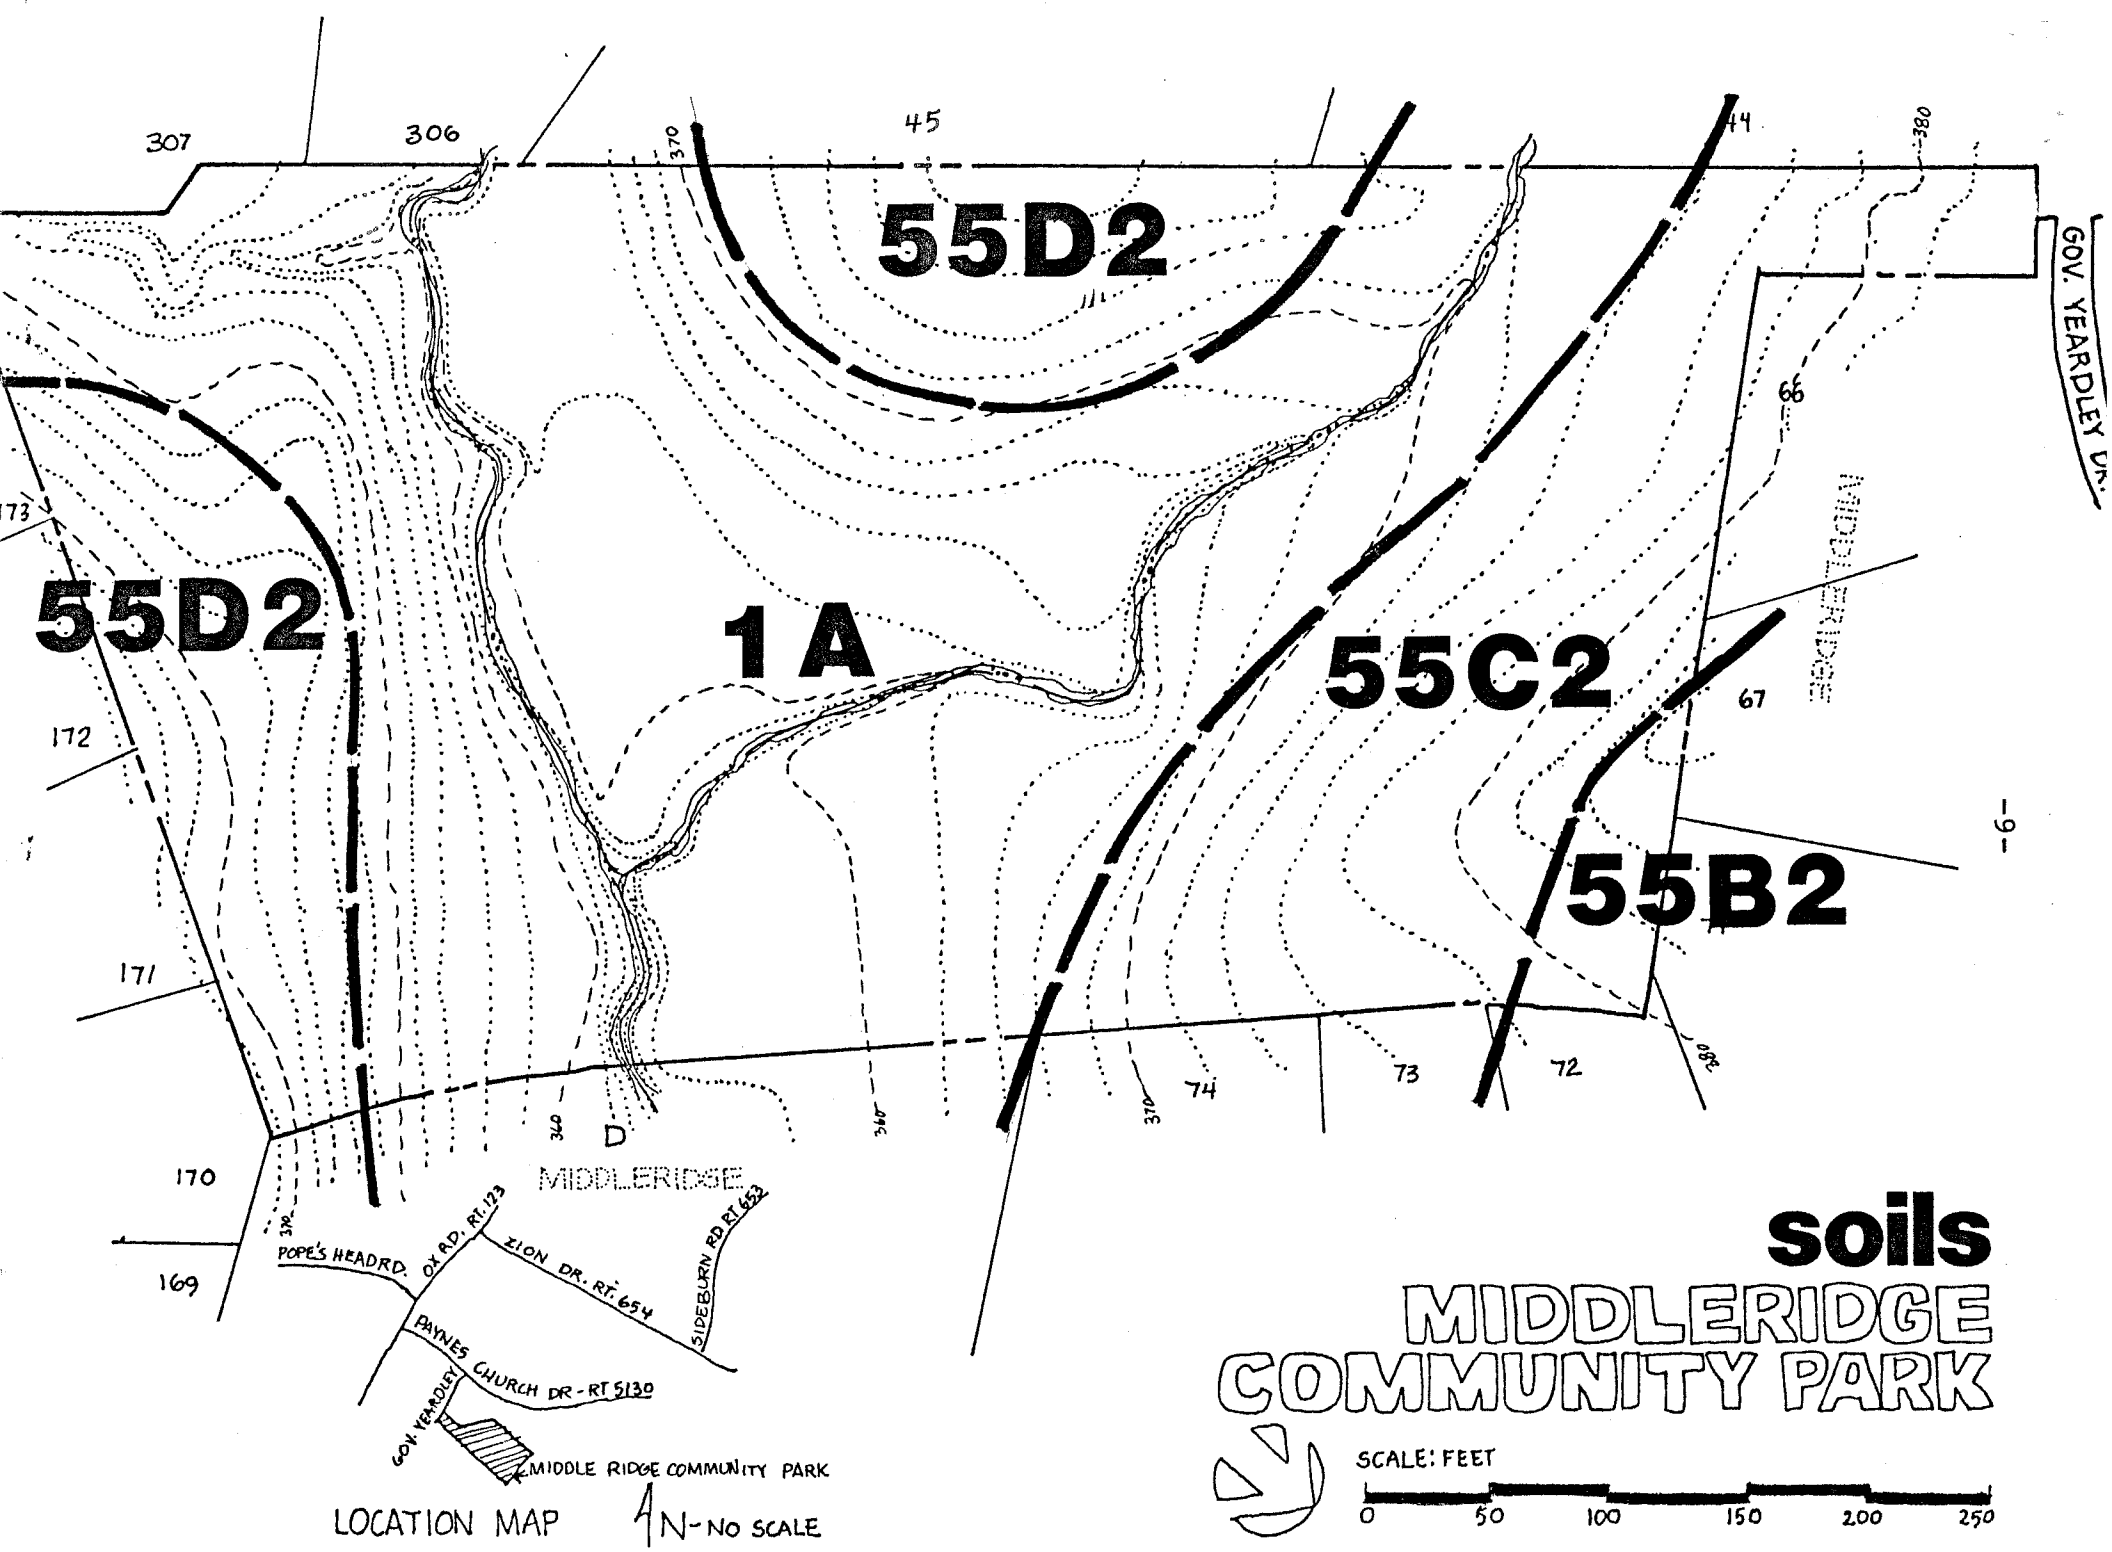 307
306
45
44
380
370
55D2
GOV. YEARDLEY DR.
66
MIDDLERIDGE
173
55D2
1A
55C2
67
172
-9-
55B2
171
380
74
73
72
360
D
360
370
170
MIDDLERIDGE
370
169
POPE'S HEAD RD.
OX RD. RT. 123
ZION DR. RT. 654
SIDEBURN RD RT 653
PAYNES CHURCH DR-RT 5130
GOV. YEARDLEY
MIDDLE RIDGE COMMUNITY PARK
LOCATION MAP
N-NO SCALE
soils
MIDDLERIDGE
COMMUNITY PARK
SCALE: FEET
0 50 100 150 200 250